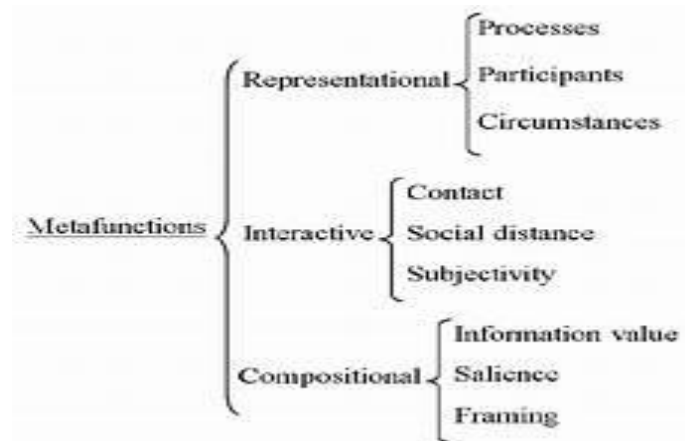 Metafunctions
Representational
Processes
Participants
Circumstances
Interactive
Contact
Social distance
Subjectivity
Compositional
Information value
Salience
Framing